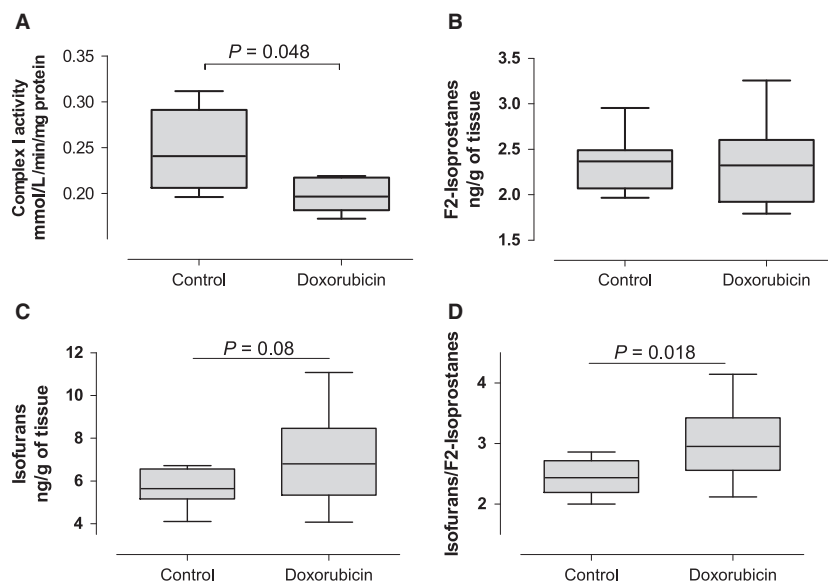 A
P = 0.048
Complex I activity
mmol/L/min/mg protein
0.35
0.30
0.25
0.20
Control
Doxorubicin
B
F2-Isoprostanes
ng/g of tissue
3.5
3.0
2.5
2.0
1.5
Control
Doxorubicin
C
P = 0.08
Isofurans
ng/g of tissue
12
10
8
6
4
Control
Doxorubicin
D
P = 0.018
Isofurans/F2-Isoprostanes
4
3
2
Control
Doxorubicin